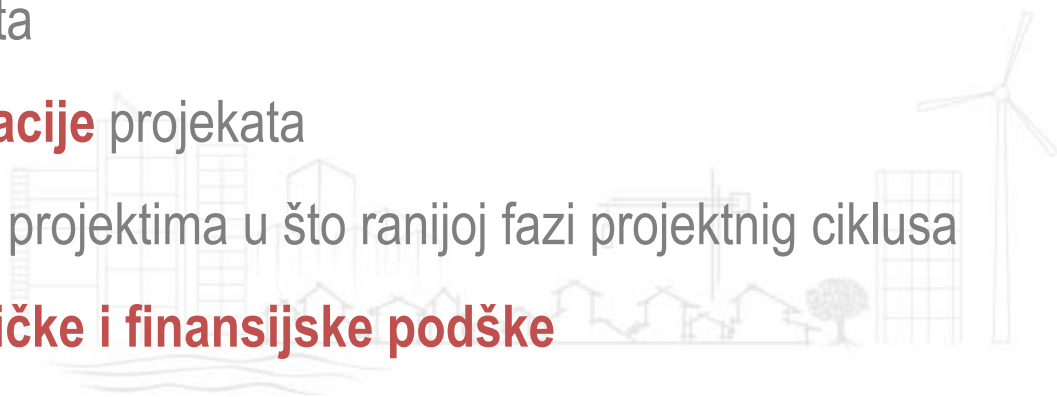 ta
acije projekata
projektima u što ranijoj fazi projektnig ciklusa
ičke i finansijske podške